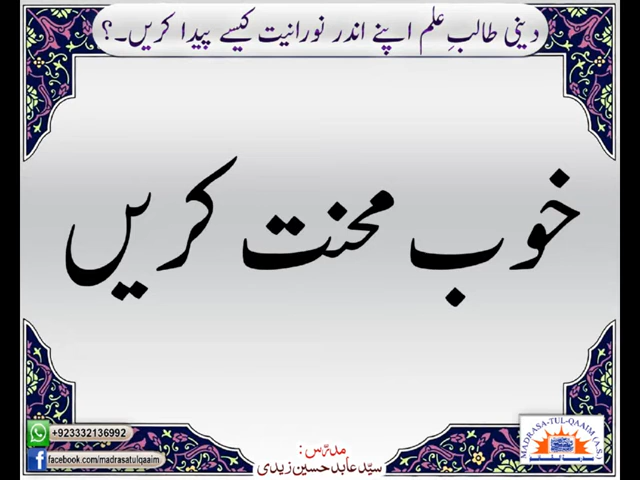 دینی طالبِ علم اپنے اندر نورانیت کیسے پیدا کریں۔؟
خوب محنت کریں
+923332136992
facebook.com/madrasatulqaaim
مدرّس:
سیّد عابد حسین زیدی
MADRASA-TUL-QAAIM (A.S.)